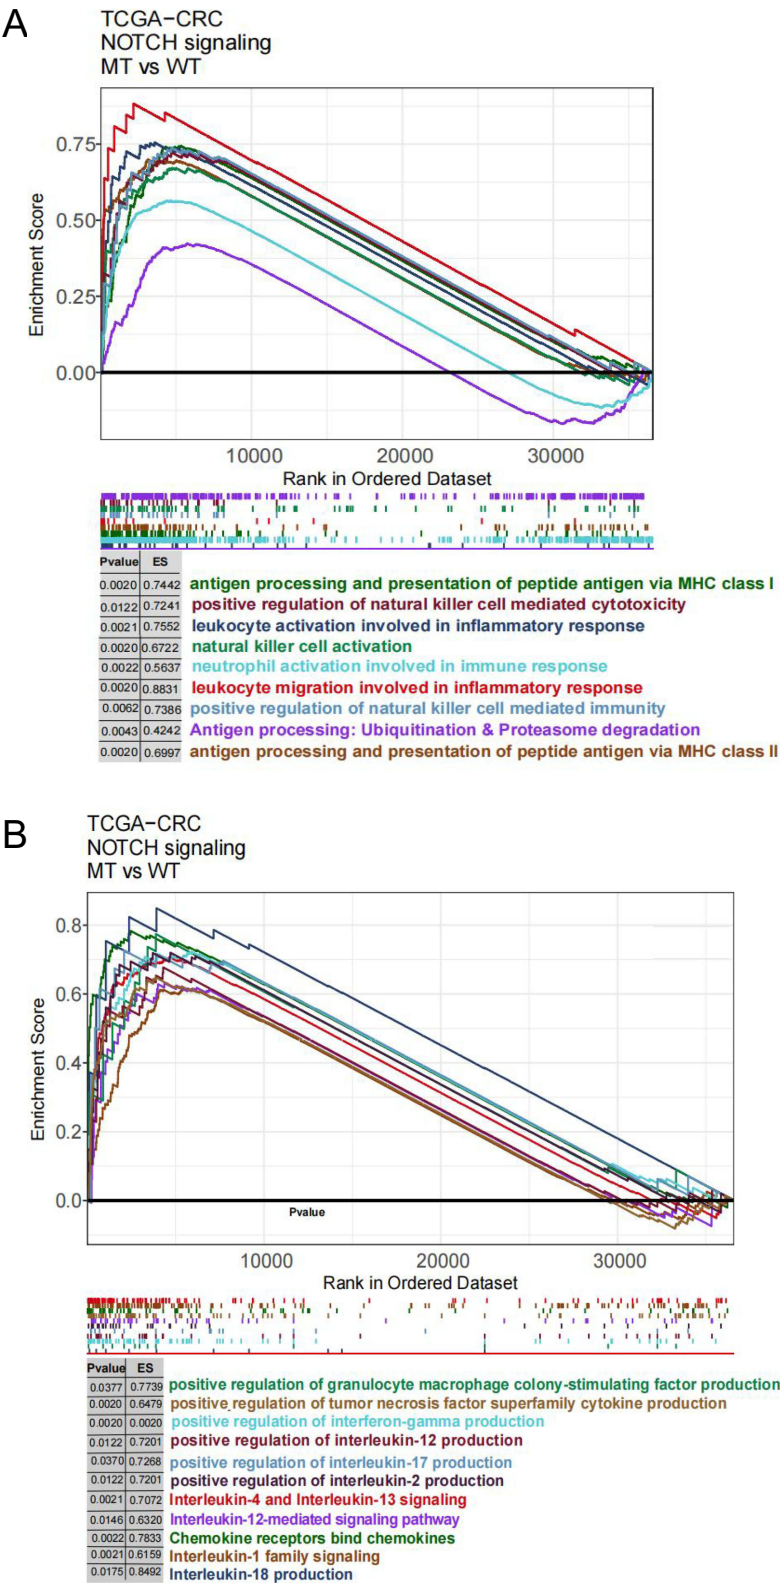 A
TCGA−CRC
NOTCH signaling
MT vs WT
Enrichment Score
0.75
0.50
0.25
0.00
10000 20000 30000
Rank in Ordered Dataset
Pvalue ES
0.0020 0.7442 antigen processing and presentation of peptide antigen via MHC class I
0.0122 0.7241 positive regulation of natural killer cell mediated cytotoxicity
0.0021 0.7552 leukocyte activation involved in inflammatory response
0.0020 0.6722 natural killer cell activation
0.0022 0.5637 neutrophil activation involved in immune response
0.0020 0.8831 leukocyte migration involved in inflammatory response
0.0062 0.7386 positive regulation of natural killer cell mediated immunity
0.0043 0.4242 Antigen processing: Ubiquitination & Proteasome degradation
0.0020 0.6997 antigen processing and presentation of peptide antigen via MHC class II
B
TCGA−CRC
NOTCH signaling
MT vs WT
Enrichment Score
0.8
0.6
0.4
0.2
0.0
Pvalue
10000 20000 30000
Rank in Ordered Dataset
Pvalue ES
0.0377 0.7739 positive regulation of granulocyte macrophage colony-stimulating factor production
0.0020 0.6479 positive regulation of tumor necrosis factor superfamily cytokine production
0.0020 0.0020 positive regulation of interferon-gamma production
0.0122 0.7201 positive regulation of interleukin-12 production
0.0370 0.7268 positive regulation of interleukin-17 production
0.0122 0.7201 positive regulation of interleukin-2 production
0.0021 0.7072 Interleukin-4 and Interleukin-13 signaling
0.0146 0.6320 Interleukin-12-mediated signaling pathway
0.0022 0.7833 Chemokine receptors bind chemokines
0.0021 0.6159 Interleukin-1 family signaling
0.0175 0.8492 Interleukin-18 production